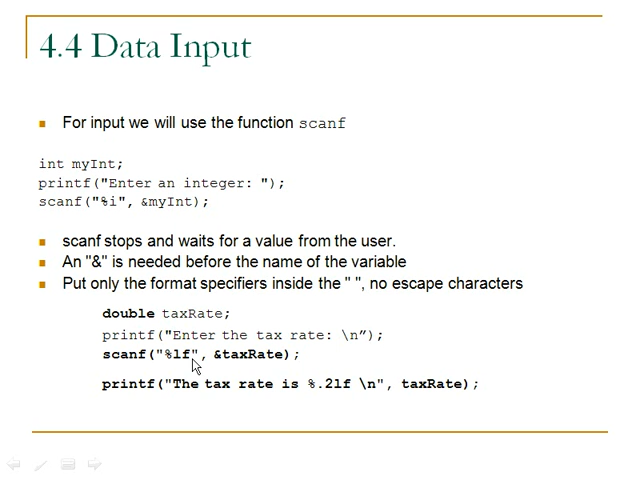 4.4 Data Input
For input we will use the function scanf
int myInt;
printf("Enter an integer: ");
scanf("%i", &myInt);
scanf stops and waits for a value from the user.
An "&" is needed before the name of the variable
Put only the format specifiers inside the " ", no escape characters
double taxRate;
printf("Enter the tax rate: \n”);
scanf("%lf", &taxRate);
printf("The tax rate is %.2lf \n", taxRate);